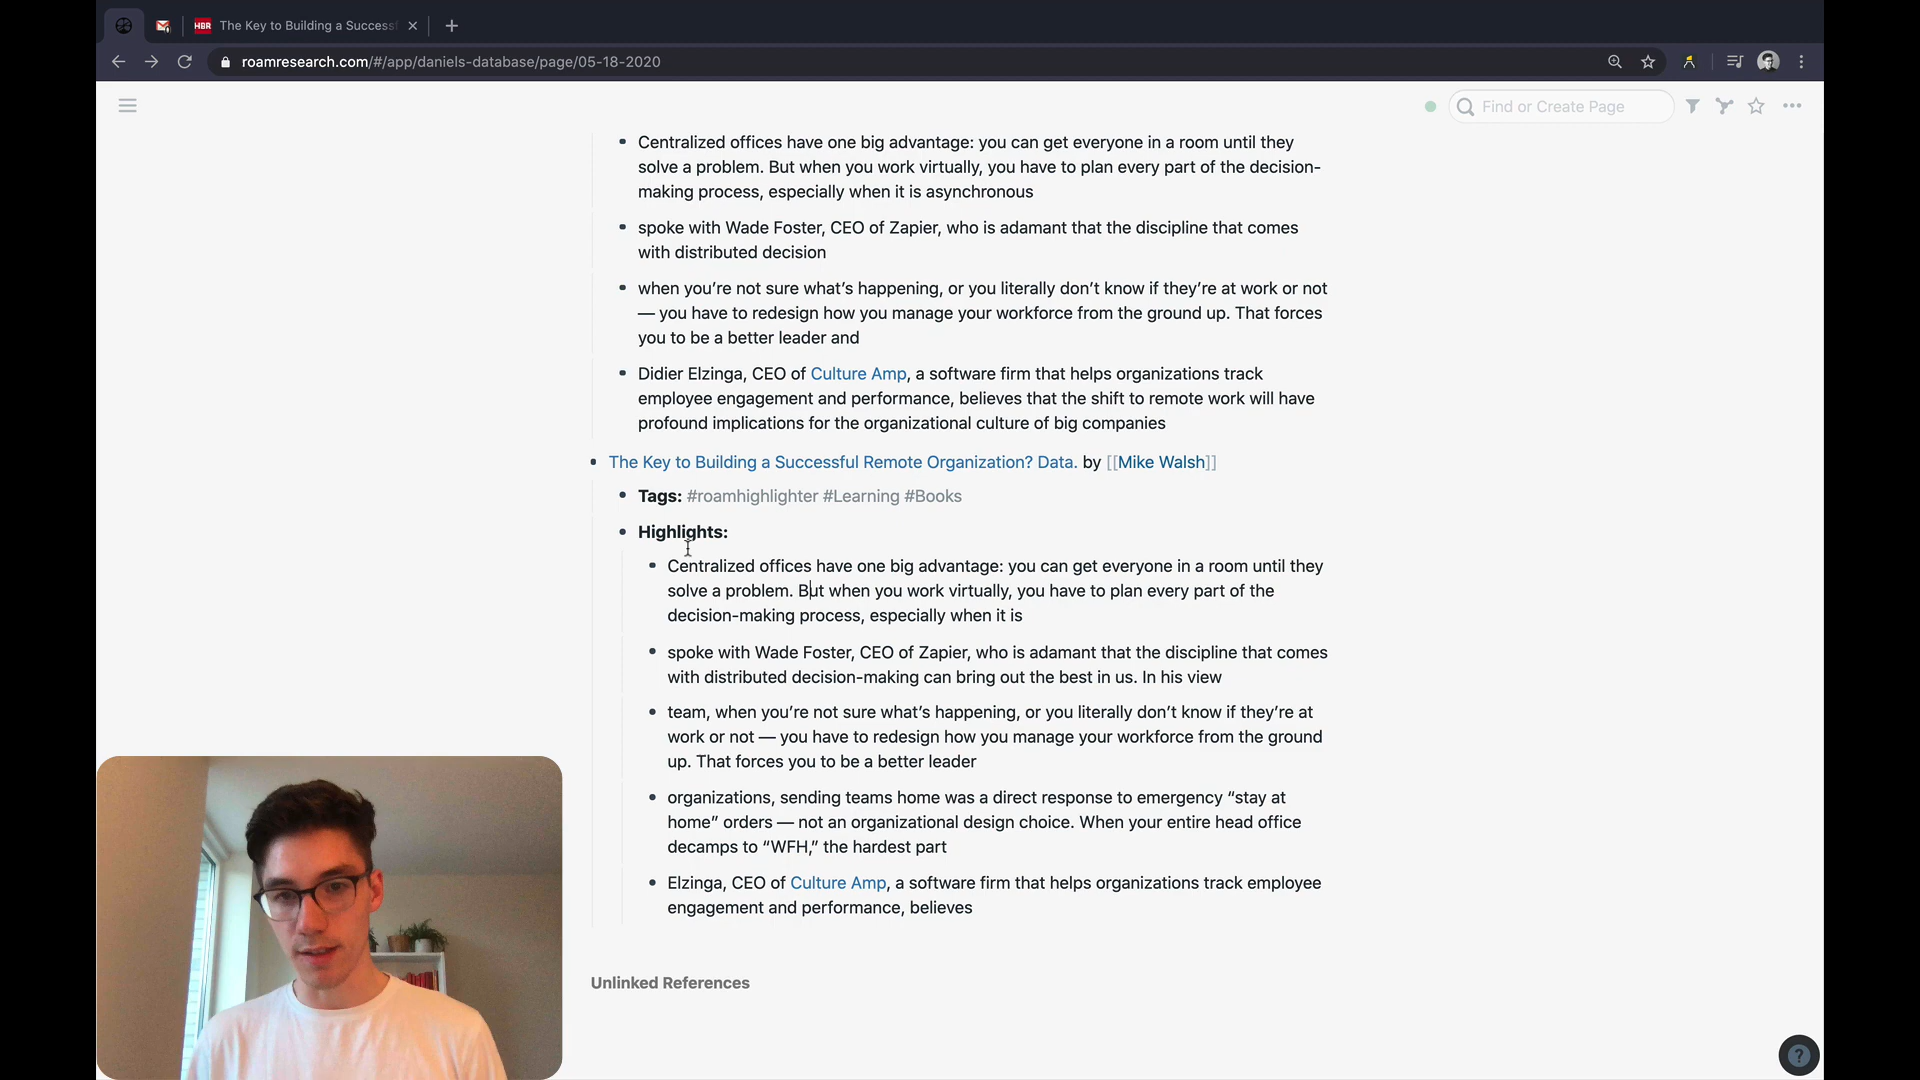 HBR The Key to Building a Success
roamresearch.com/#/app/daniels-database/page/05-18-2020
Find or Create Page
Centralized offices have one big advantage: you can get everyone in a room until they
solve a problem. But when you work virtually, you have to plan every part of the decision-
making process, especially when it is asynchronous
spoke with Wade Foster, CEO of Zapier, who is adamant that the discipline that comes
with distributed decision
when you’re not sure what’s happening, or you literally don’t know if they’re at work or not
— you have to redesign how you manage your workforce from the ground up. That forces
you to be a better leader and
Didier Elzinga, CEO of Culture Amp, a software firm that helps organizations track
employee engagement and performance, believes that the shift to remote work will have
profound implications for the organizational culture of big companies
The Key to Building a Successful Remote Organization? Data. by [[Mike Walsh]]
Tags: #roamhighlighter #Learning #Books
Highlights:
Centralized offices have one big advantage: you can get everyone in a room until they
solve a problem. But when you work virtually, you have to plan every part of the
decision-making process, especially when it is
spoke with Wade Foster, CEO of Zapier, who is adamant that the discipline that comes
with distributed decision-making can bring out the best in us. In his view
team, when you’re not sure what’s happening, or you literally don’t know if they’re at
work or not — you have to redesign how you manage your workforce from the ground
up. That forces you to be a better leader
organizations, sending teams home was a direct response to emergency “stay at
home” orders — not an organizational design choice. When your entire head office
decamps to “WFH,” the hardest part
Elzinga, CEO of Culture Amp, a software firm that helps organizations track employee
engagement and performance, believes
Unlinked References
?